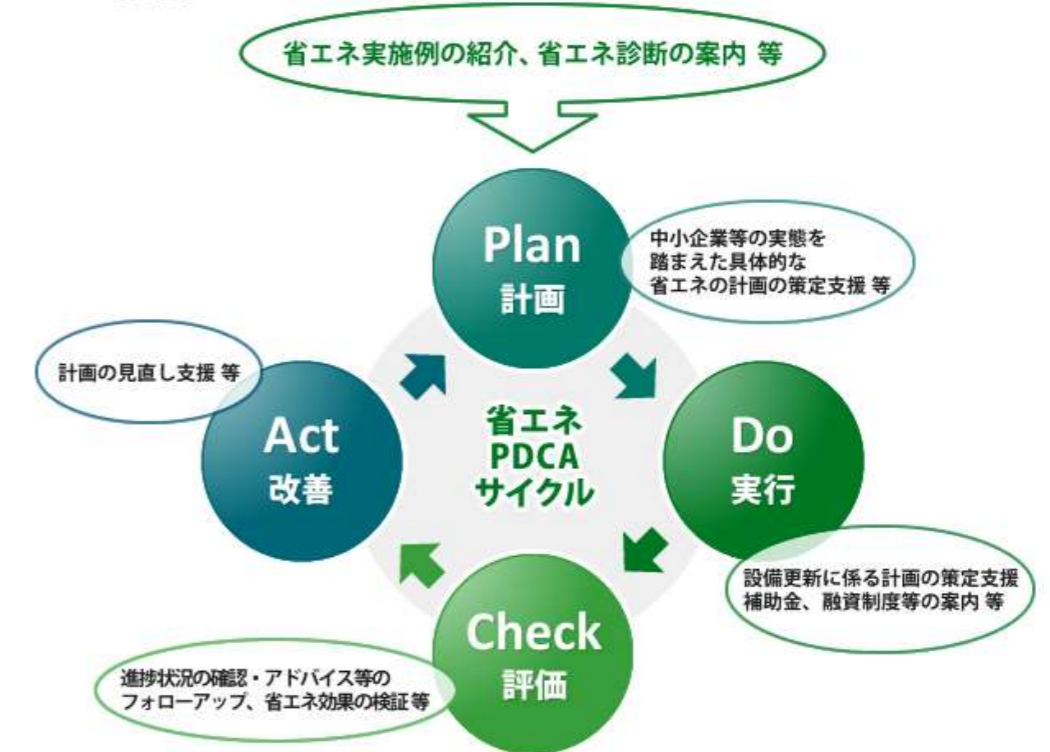 省エネ実施例の紹介、省エネ診断の案内 等
Plan
計画
中小企業等の実態を
踏まえた具体的な
省エネの計画の策定支援 等
計画の見直し支援 等
Act
改善
省エネ
PDCA
サイクル
Do
実行
設備更新に係る計画の策定支援
補助金、融資制度等の案内 等
Check
評価
進捗状況の確認・アドバイス等の
フォローアップ、省エネ効果の検証等